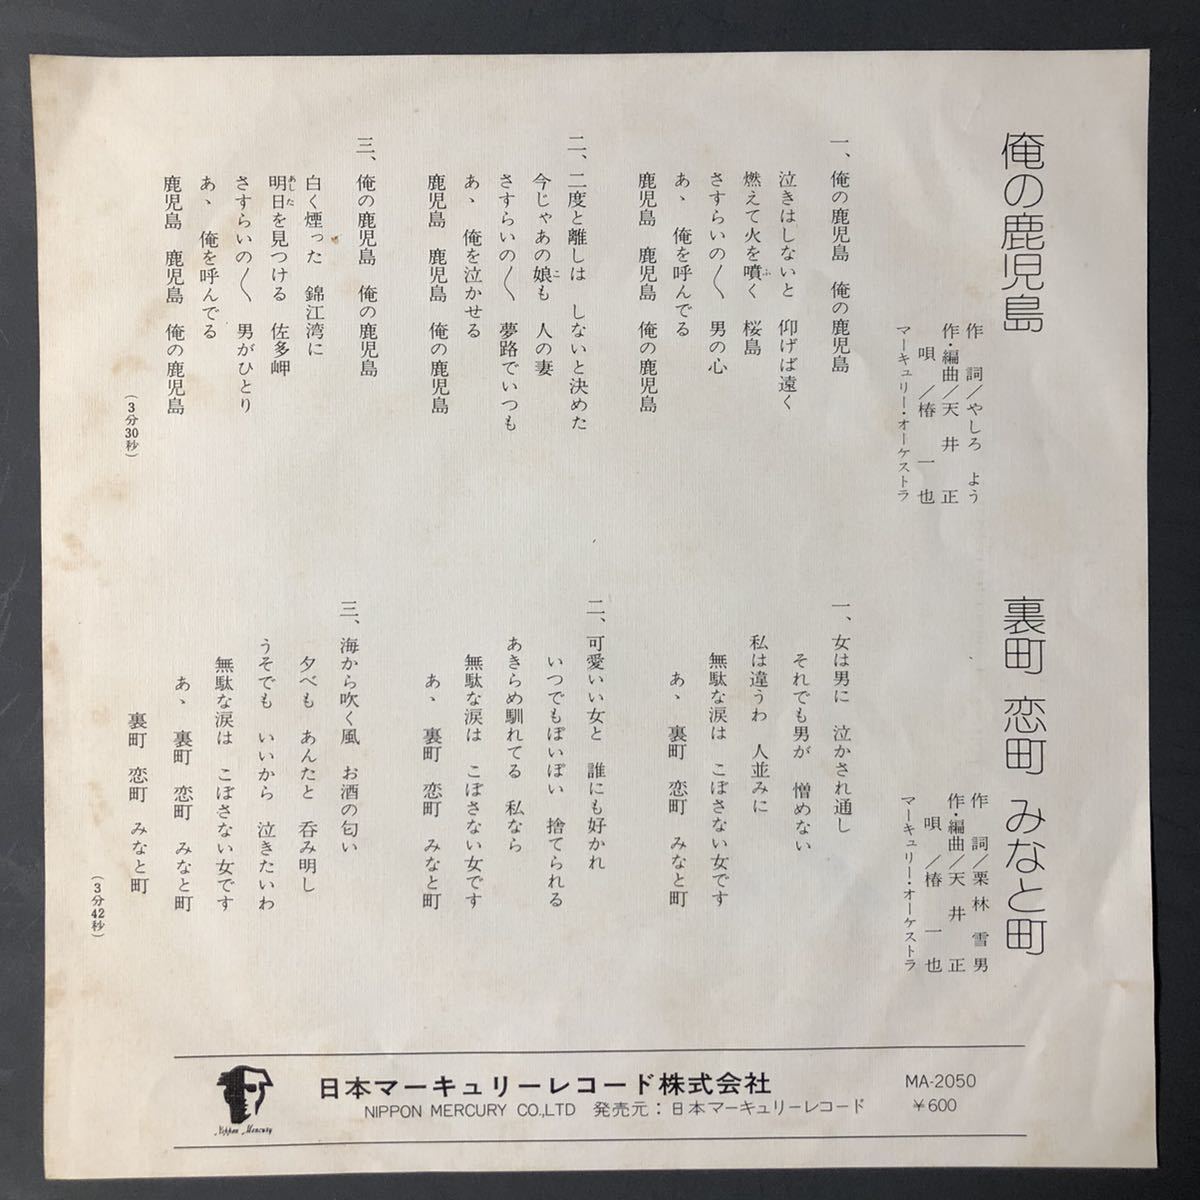 俺の鹿児島
作　詞／やしろ　よう
作・編曲／天　井　　正
唄　／椿　　一　也
マーキュリー・オーケストラ
一、俺の鹿児島　俺の鹿児島
泣きはしないと　仰げば遠く
燃えて火を噴く　桜島
ふ
さすらいの〳〵　男の心
あゝ　俺を呼んでる
鹿児島　鹿児島　俺の鹿児島
二、二度と離しは　しないと決めた
今じゃあの娘も　人の妻
こ
さすらいの〳〵　夢路でいつも
あゝ　俺を泣かせる
鹿児島　鹿児島　俺の鹿児島
三、俺の鹿児島　俺の鹿児島
白く煙った　錦江湾に
明日を見つける　佐多岬
あした
さすらいの〳〵　男がひとり
あゝ　俺を呼んでる
鹿児島　鹿児島　俺の鹿児島
（3分30秒）
裏町　恋町　みなと町
作　詞／栗　林　雪　男
作・編曲／天　井　　正
唄　／椿　　一　也
マーキュリー・オーケストラ
一、女は男に　泣かされ通し
それでも男が　憎めない
私は違うわ　人並みに
無駄な涙は　こぼさない女です
あゝ　裏町　恋町　みなと町
二、可愛いい女と　誰にも好かれ
いつでもぽいぽい　捨てられる
あきらめ馴れてる　私なら
無駄な涙は　こぼさない女です
あゝ　裏町　恋町　みなと町
三、海から吹く風　お酒の匂い
夕べも　あんたと　呑み明し
うそでも　いいから　泣きたいわ
無駄な涙は　こぼさない女です
あゝ　裏町　恋町　みなと町
裏町　恋町　みなと町
（3分42秒）
Nippon Mercury
日本マーキュリーレコード株式会社
NIPPON MERCURY CO.,LTD　発売元：日本マーキュリーレコード
MA-2050
￥600